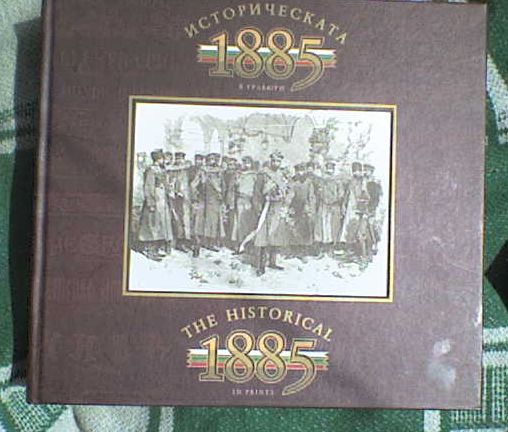 ИСТОРИЧЕСКАТА
1885
В ГРАВЮРИ
THE HISTORICAL
1885
IN PRINTS